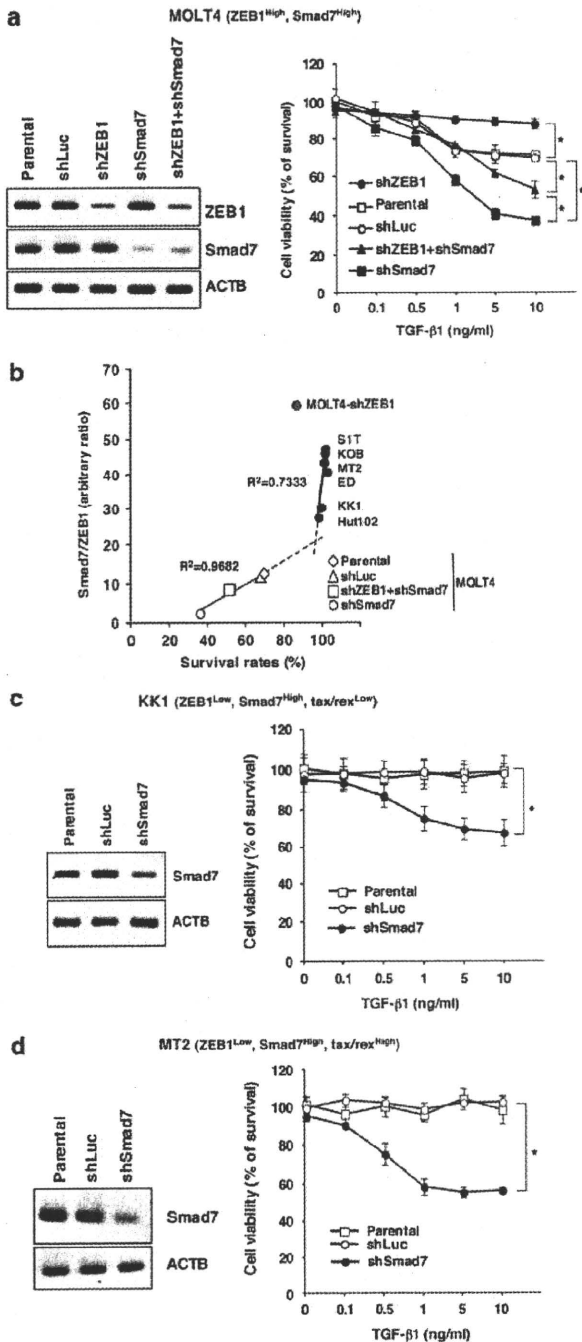 a
MOLT4 (ZEB1High, Smad7High)
Parental
shLuc
shZEB1
shSmad7
shZEB1+shSmad7
ZEB1
Smad7
ACTB
Cell viability (% of survival)
120
100
80
60
40
20
0
shZEB1
Parental
shLuc
shZEB1+shSmad7
shSmad7
*
*
*
0 0.1 0.5 1 5 10
TGF-β1 (ng/ml)
b
Smad7/ZEB1 (arbitrary ratio)
70
60
50
40
30
20
10
0
MOLT4-shZEB1
S1T
KOB
MT2
ED
KK1
Hut102
R²=0.7333
R²=0.9682
Parental
shLuc
shZEB1+shSmad7
shSmad7
MOLT4
0 20 40 60 80 100
Survival rates (%)
c
KK1 (ZEB1Low, Smad7High, tax/rexLow)
Parental
shLuc
shSmad7
Smad7
ACTB
Cell viability (% of survival)
120
100
80
60
40
20
0
*
Parental
shLuc
shSmad7
0 0.1 0.5 1 5 10
TGF-β1 (ng/ml)
d
MT2 (ZEB1Low, Smad7High, tax/rexHigh)
Parental
shLuc
shSmad7
Smad7
ACTB
Cell viability (% of survival)
120
100
80
60
40
20
0
*
Parental
shLuc
shSmad7
0 0.1 0.5 1 5 10
TGF-β1 (ng/ml)